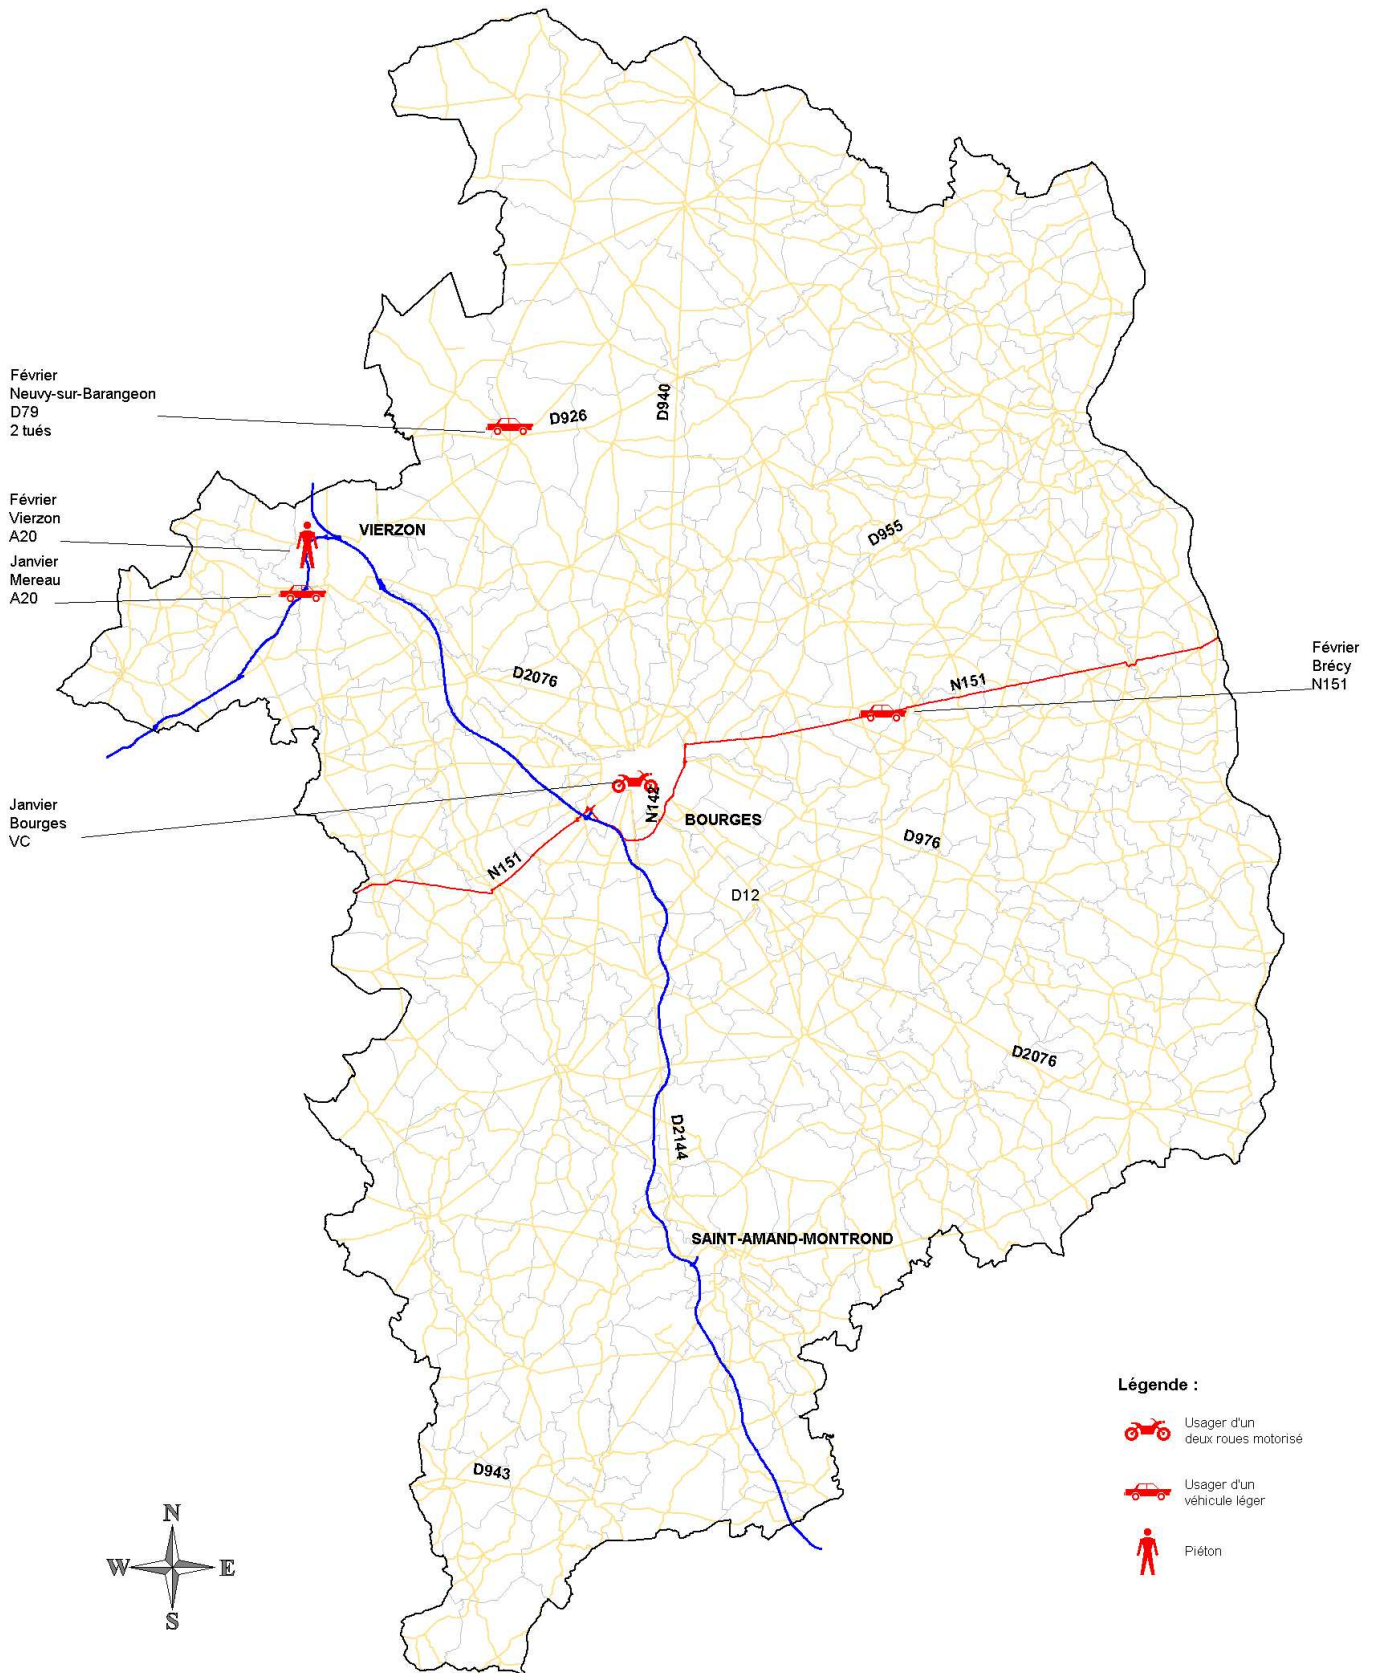 Février
Neuvy-sur-Barangeon
D79
2 tués
D926
D940
Février
Vierzon
A20
VIERZON
D955
Janvier
Mereau
A20
Février
Brécy
N151
D2076
N151
Janvier
Bourges
VC
N142
BOURGES
D976
N151
D12
D2076
D2144
SAINT-AMAND-MONTROND
Légende :
Usager d'un
deux roues motorisé
D943
Usager d'un
véhicule léger
Piéton
N
W
E
S